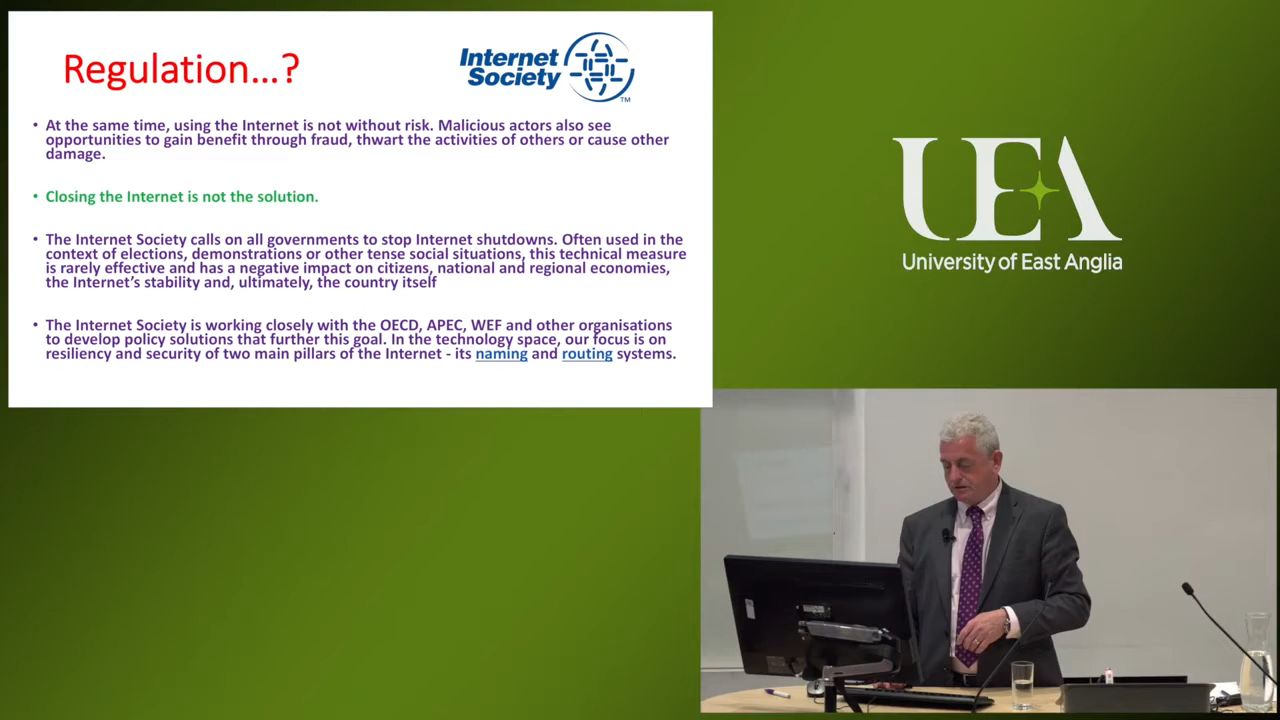 Regulation...?
Internet
Society
TM
• At the same time, using the Internet is not without risk. Malicious actors also see
opportunities to gain benefit through fraud, thwart the activities of others or cause other
damage.
• Closing the Internet is not the solution.
• The Internet Society calls on all governments to stop Internet shutdowns. Often used in the
context of elections, demonstrations or other tense social situations, this technical measure
is rarely effective and has a negative impact on citizens, national and regional economies,
the Internet's stability and, ultimately, the country itself
• The Internet Society is working closely with the OECD, APEC, WEF and other organisations
to develop policy solutions that further this goal. In the technology space, our focus is on
resiliency and security of two main pillars of the Internet - its naming and routing systems.
UEA
University of East Anglia